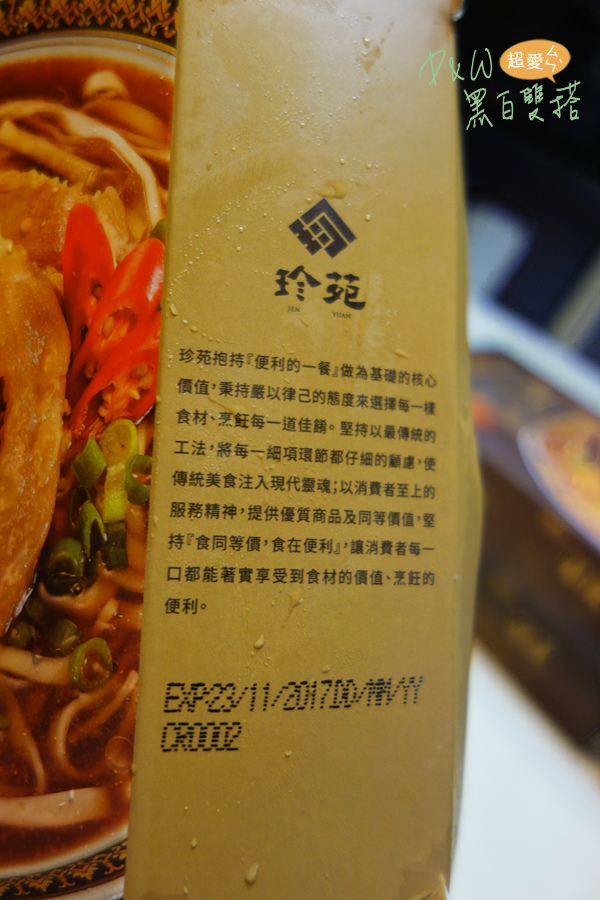 P&W 超愛ㄘ
黑白雙搭
珍苑
JEN YUAN
珍苑抱持『便利的一餐』做為基礎的核心
價值，秉持嚴以律己的態度來選擇每一樣
食材、烹飪每一道佳餚。堅持以最傳統的
工法，將每一細項環節都仔細的顧慮，使
傳統美食注入現代靈魂；以消費者至上的
服務精神，提供優質商品及同等價值，堅
持『食同等價，食在便利』，讓消費者每一
口都能著實享受到食材的價值、烹飪的
便利。
EXP23/11/2017DD/MM/YY
CR0002